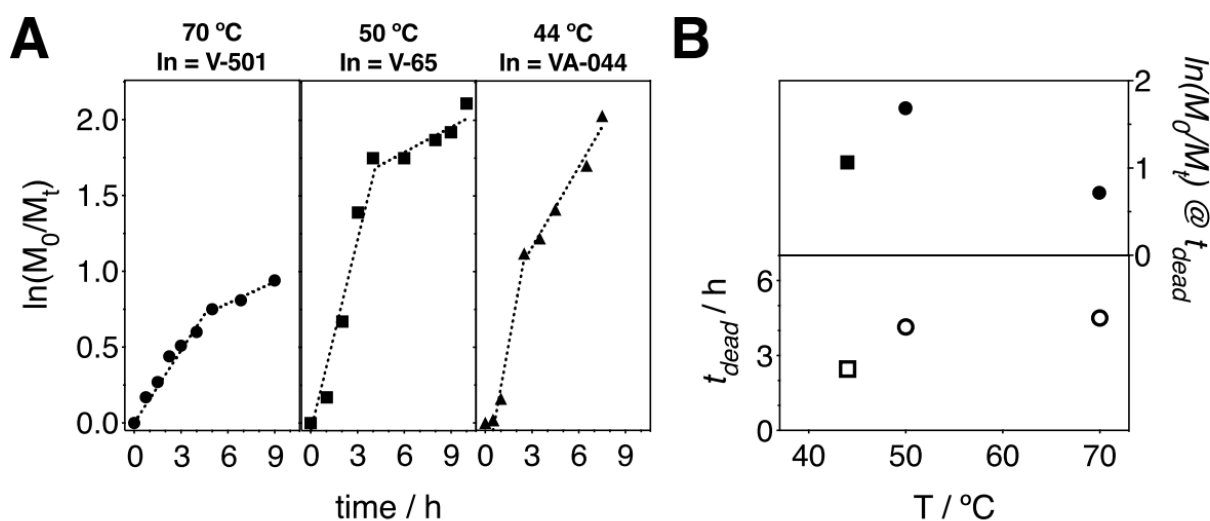 A
70 ºC
In = V-501
50 ºC
In = V-65
44 ºC
In = VA-044
ln(M0/Mt)
2.0
1.5
1.0
0.5
0.0
0 3 6 9
0 3 6 9
0 3 6 9
time / h
B
ln(M0/Mt) @ tdead
2
1
0
tdead / h
6
3
0
40 50 60 70
T / ºC